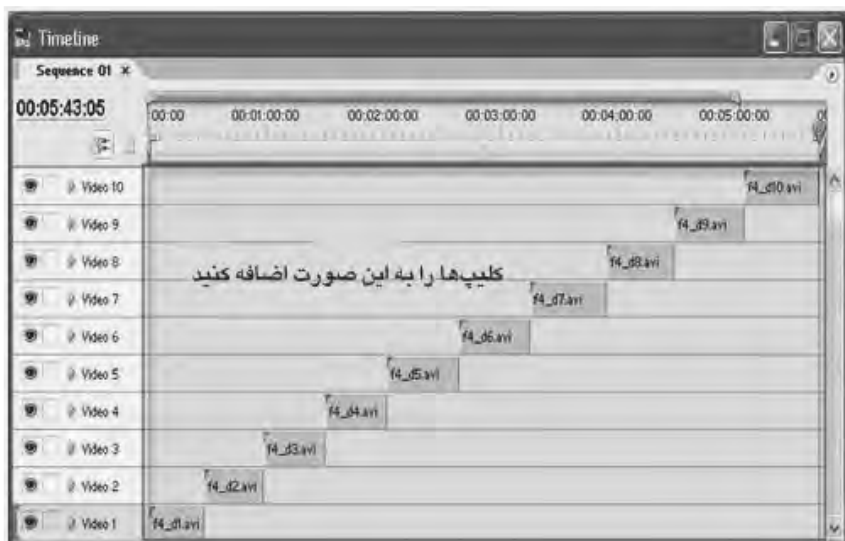 Timeline
Sequence 01 ×
00:05:43:05
00:00 00:01:00:00 00:02:00:00 00:03:00:00 00:04:00:00 00:05:00:00
Video 10 f4_d10.avi
Video 9 f4_d9.avi
Video 8 f4_d8.avi
کلیپ‌ها را به این صورت اضافه کنید
Video 7 f4_d7.avi
Video 6 f4_d6.avi
Video 5 f4_d5.avi
Video 4 f4_d4.avi
Video 3 f4_d3.avi
Video 2 f4_d2.avi
Video 1 f4_d1.avi